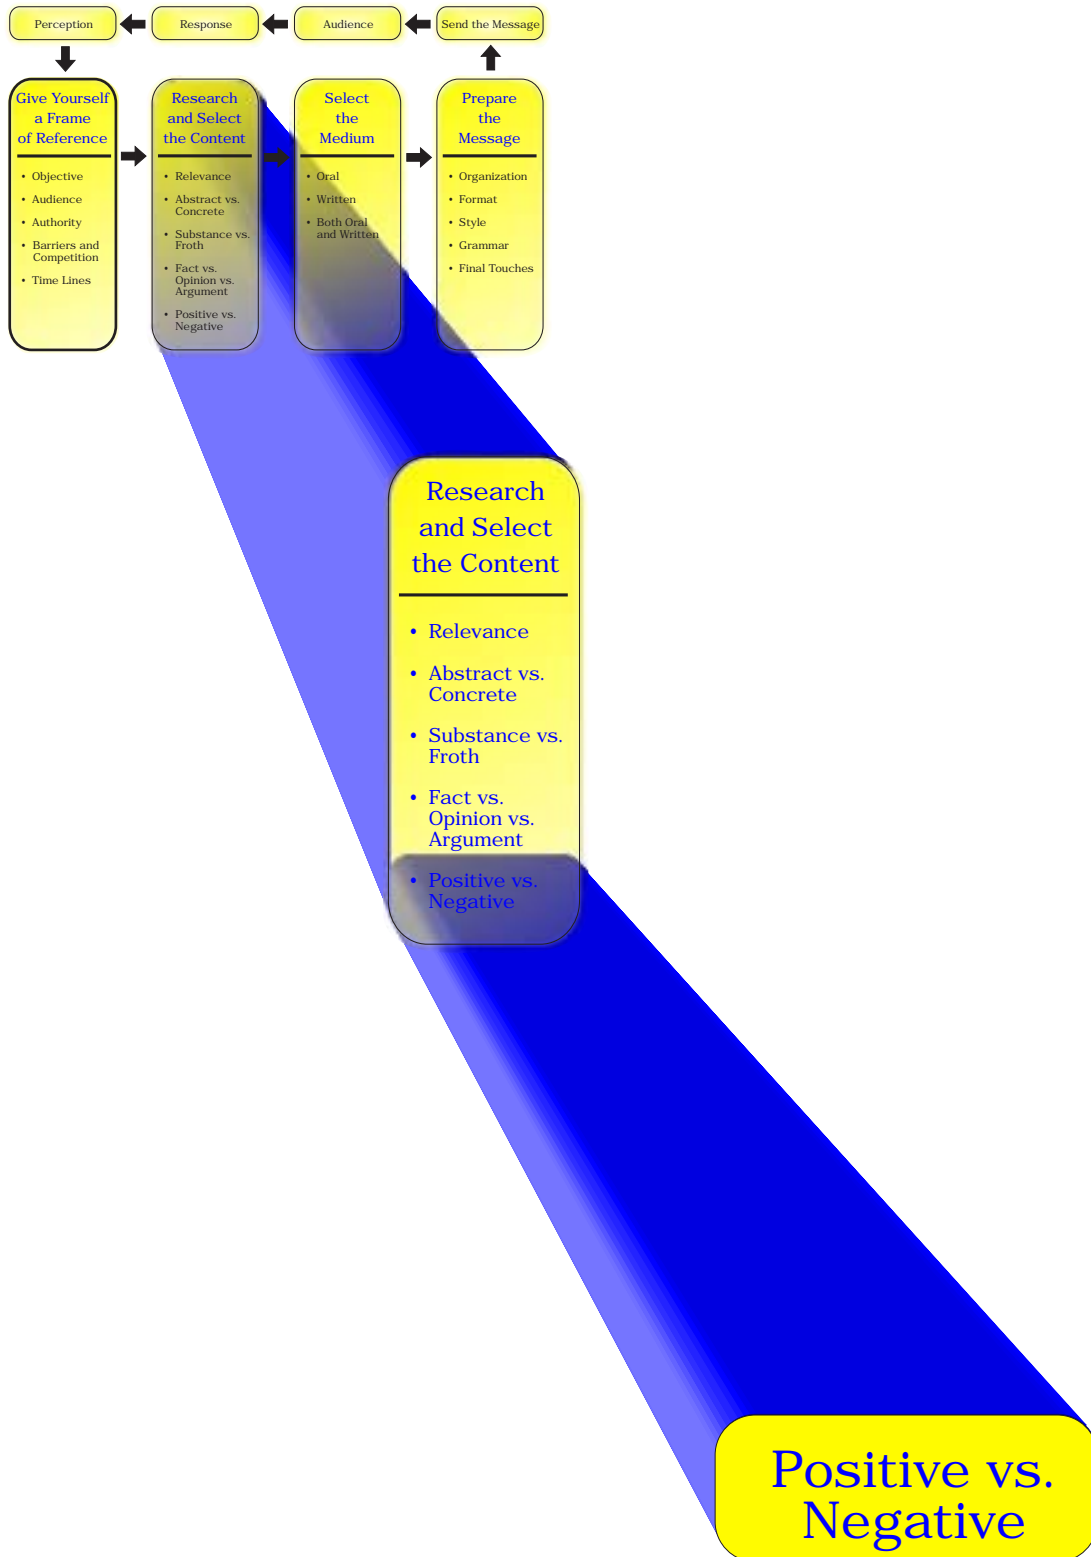 Perception
Response
Audience
Send the Message
Give Yourself
a Frame
of Reference
• Objective
• Audience
• Authority
• Barriers and
Competition
• Time Lines
Research
and Select
the Content
• Relevance
• Abstract vs.
Concrete
• Substance vs.
Froth
• Fact vs.
Opinion vs.
Argument
• Positive vs.
Negative
Select
the
Medium
• Oral
• Written
• Both Oral
and Written
Prepare
the
Message
• Organization
• Format
• Style
• Grammar
• Final Touches
Research
and Select
the Content
• Relevance
• Abstract vs.
Concrete
• Substance vs.
Froth
• Fact vs.
Opinion vs.
Argument
• Positive vs.
Negative
Positive vs.
Negative